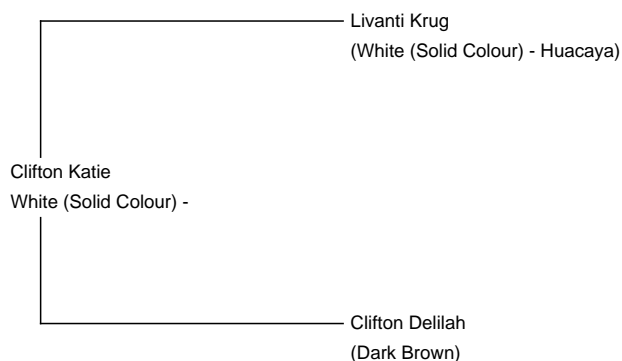 Livanti Krug
(White (Solid Colour) - Huacaya)
Clifton Katie
White (Solid Colour) -
Clifton Delilah
(Dark Brown)